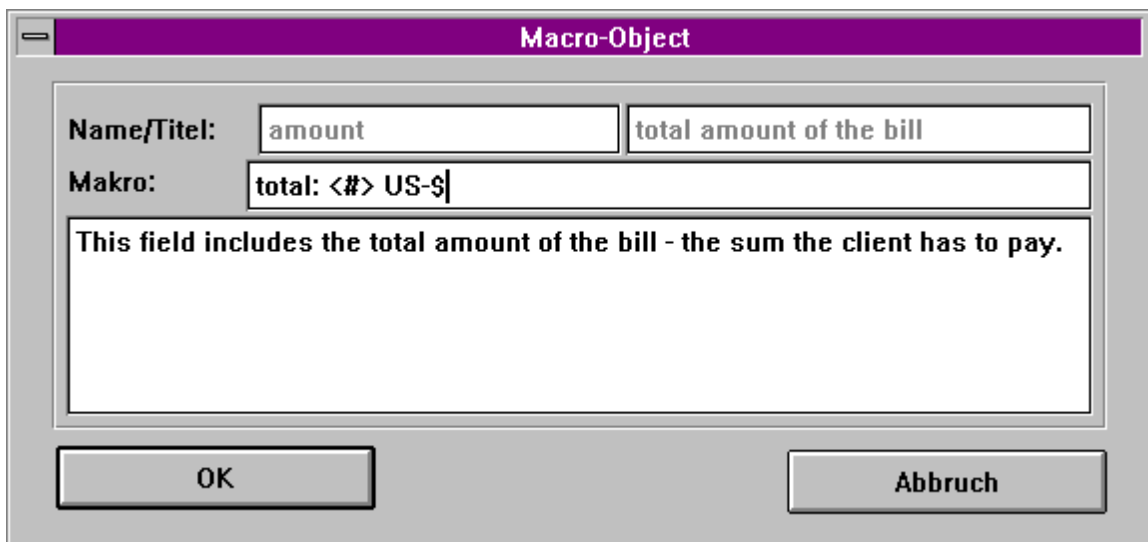 Macro-Object
Name/Titel: amount total amount of the bill
Makro: total: <#> US-$
This field includes the total amount of the bill - the sum the client has to pay.
OK Abbruch